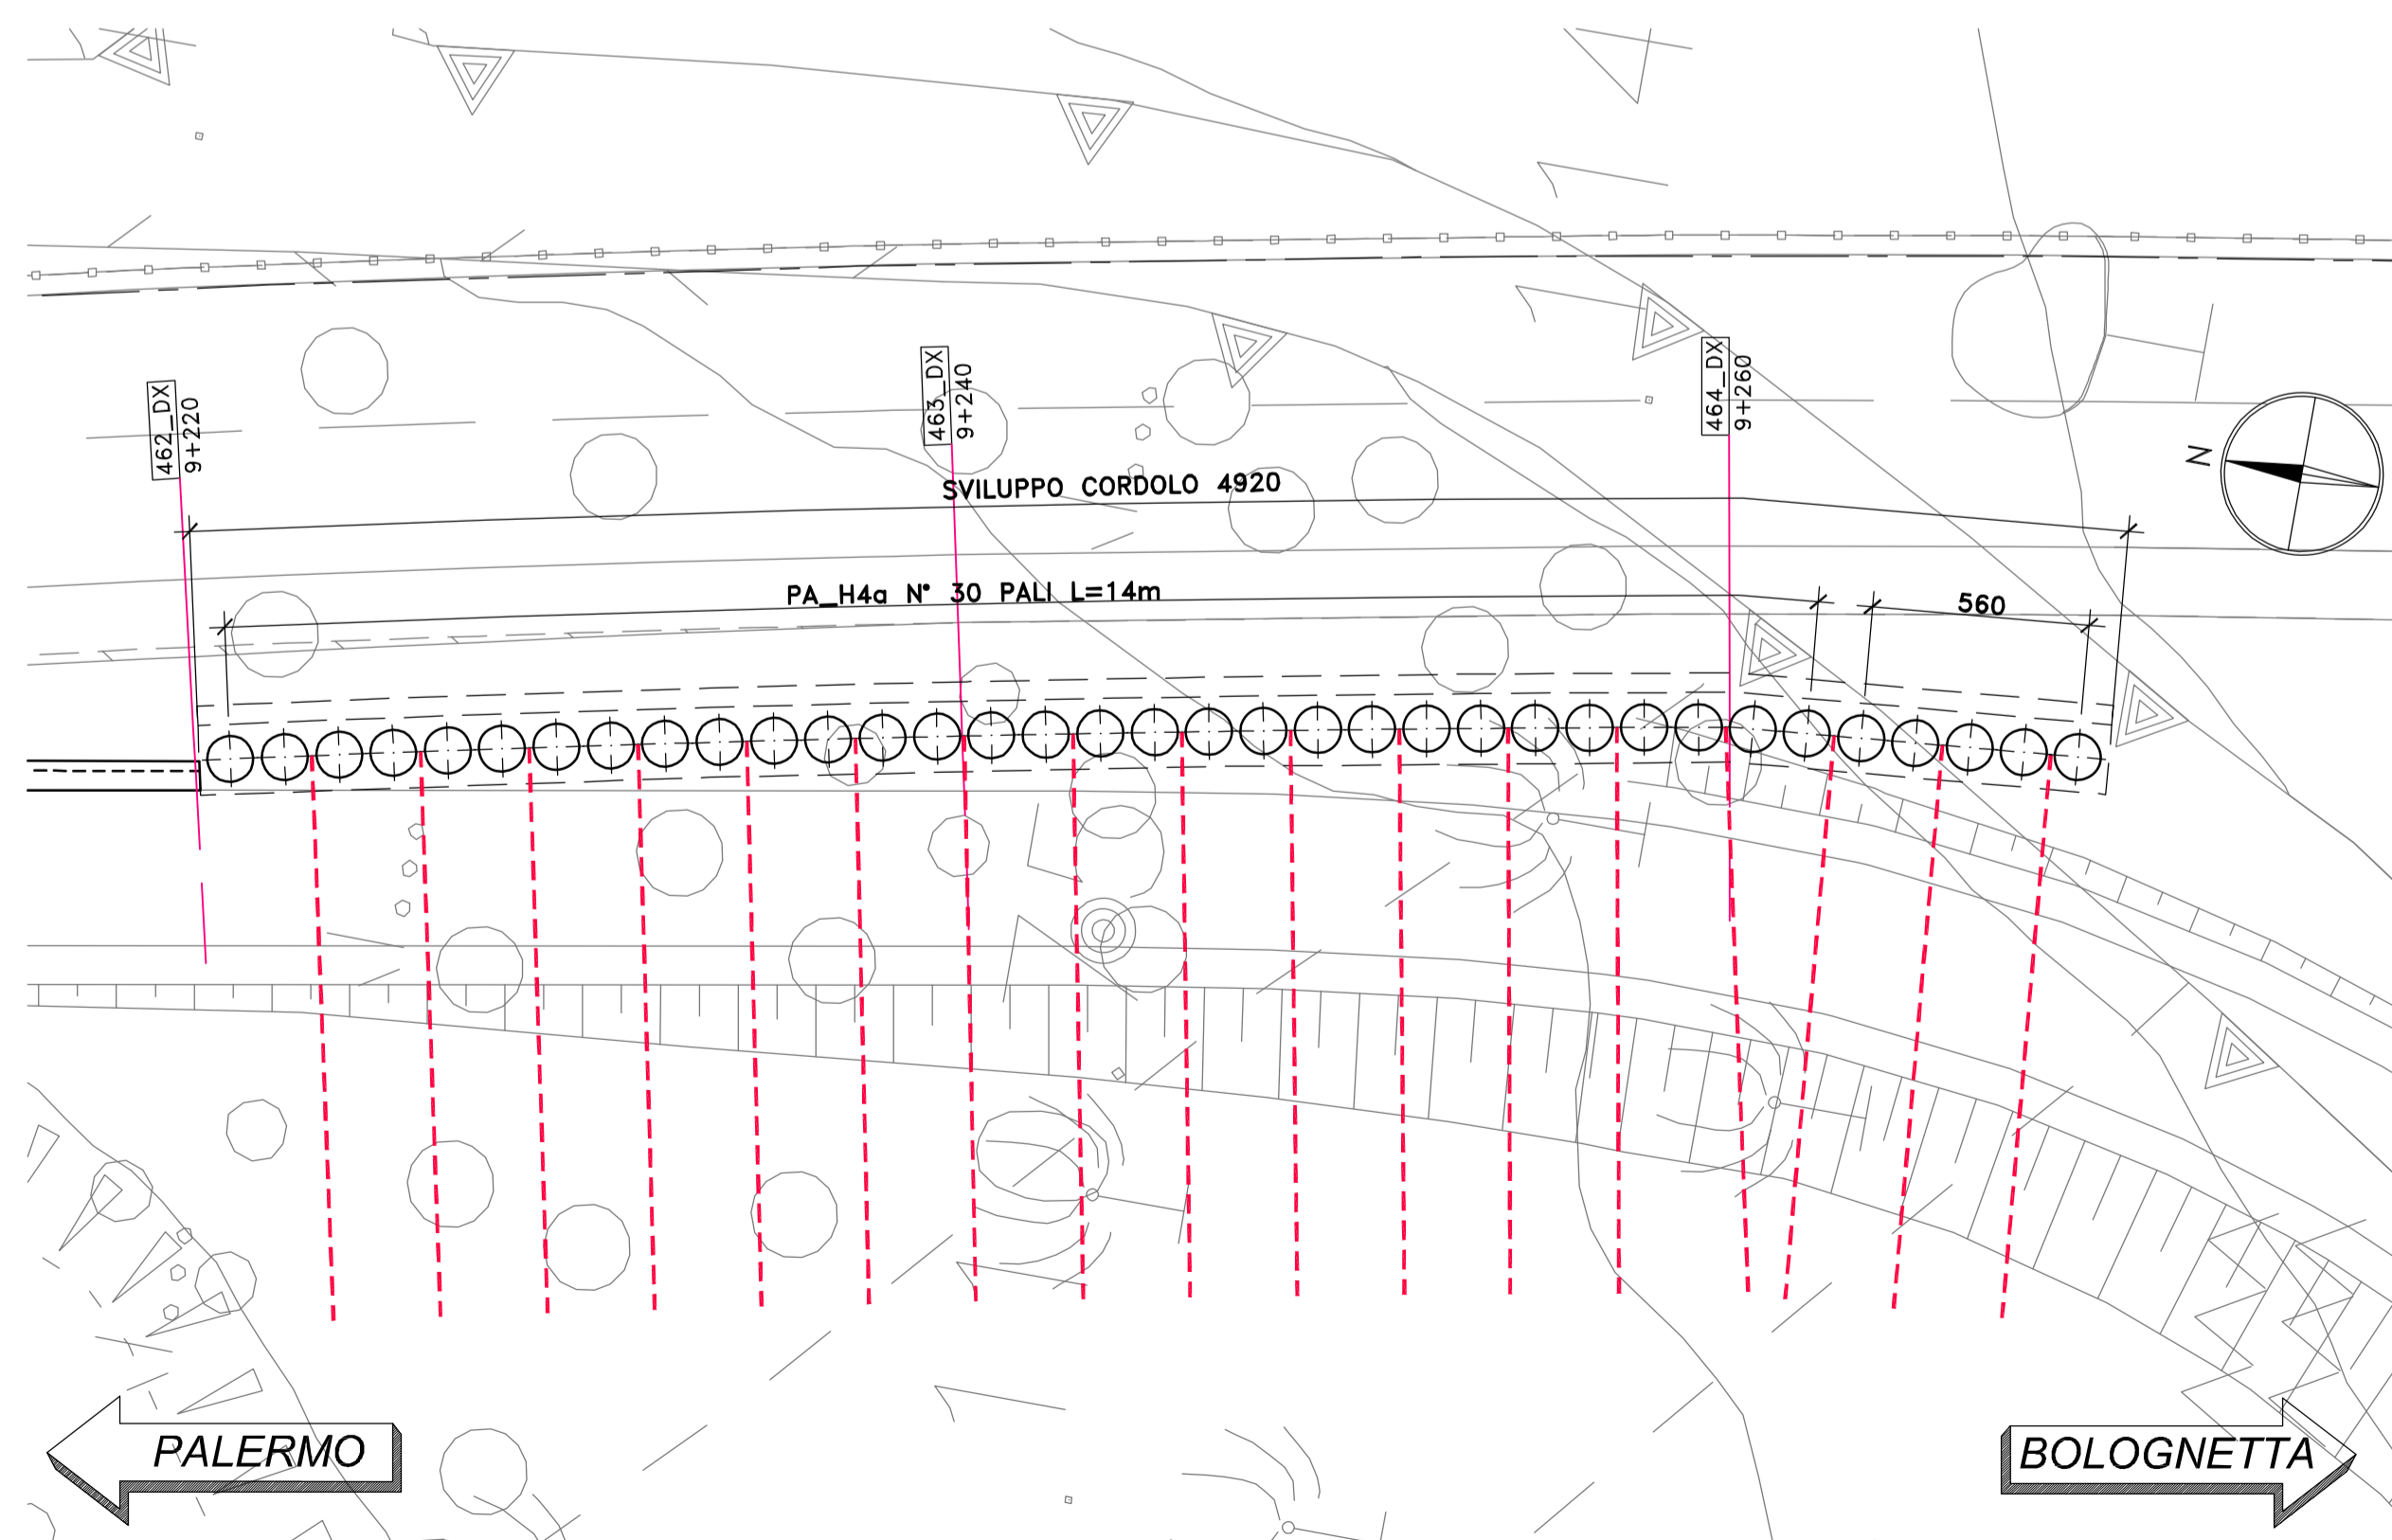 462_DX
9+220
463_DX
9+240
464_DX
9+260
N
SVILUPPO CORDOLO 4920
PA_H4a N° 30 PALI L=14m
560
PALERMO
BOLOGNETTA